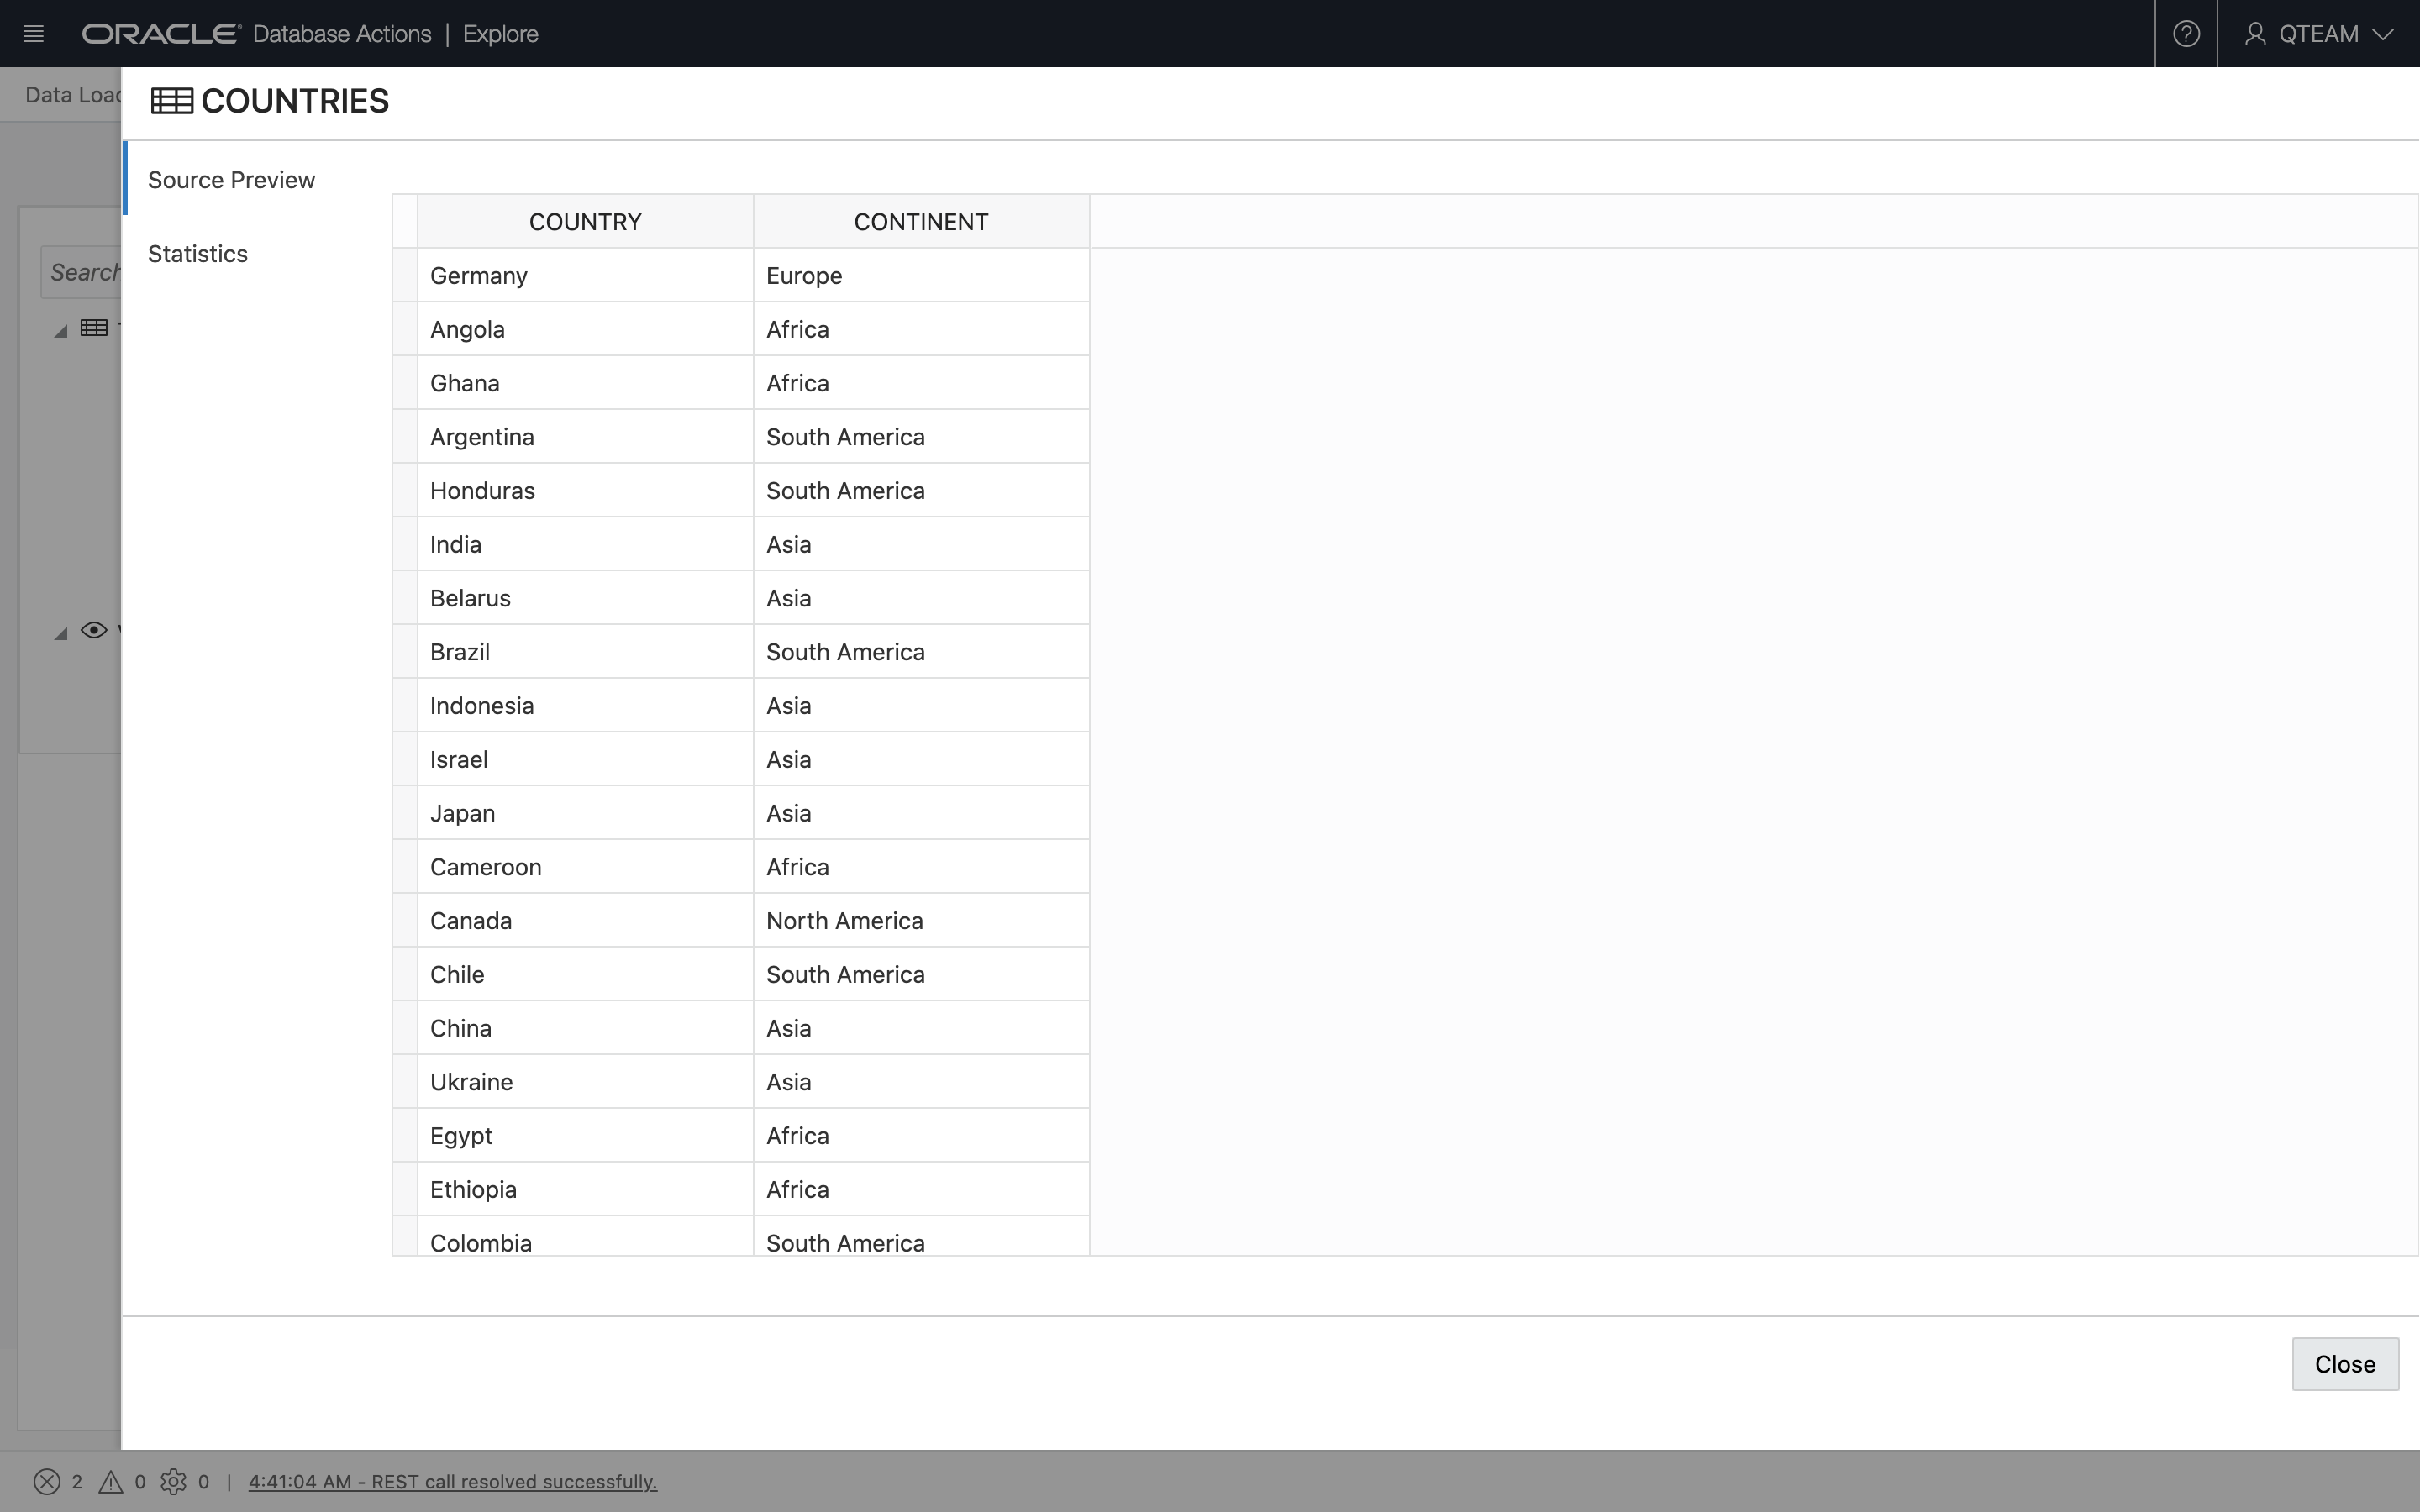 ORACLE Database Actions | Explore
QTEAM
Data Load
COUNTRIES
Source Preview
Statistics
Search
COUNTRY CONTINENT
Germany Europe
Angola Africa
Ghana Africa
Argentina South America
Honduras South America
India Asia
Belarus Asia
Brazil South America
Indonesia Asia
Israel Asia
Japan Asia
Cameroon Africa
Canada North America
Chile South America
China Asia
Ukraine Asia
Egypt Africa
Ethiopia Africa
Colombia South America
Close
2 0 0 | 4:41:04 AM - REST call resolved successfully.